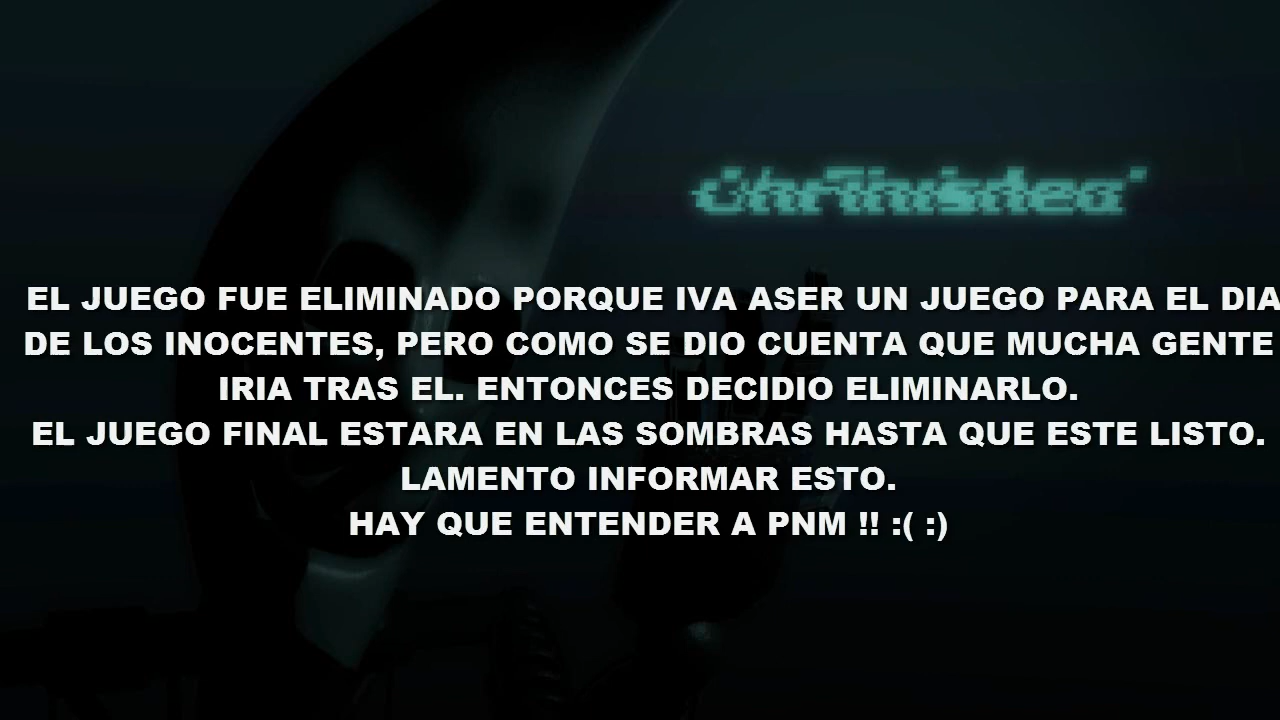 Unfinished
EL JUEGO FUE ELIMINADO PORQUE IVA ASER UN JUEGO PARA EL DIA
DE LOS INOCENTES, PERO COMO SE DIO CUENTA QUE MUCHA GENTE
IRIA TRAS EL. ENTONCES DECIDIO ELIMINARLO.
EL JUEGO FINAL ESTARA EN LAS SOMBRAS HASTA QUE ESTE LISTO.
LAMENTO INFORMAR ESTO.
HAY QUE ENTENDER A PNM !! :( :)